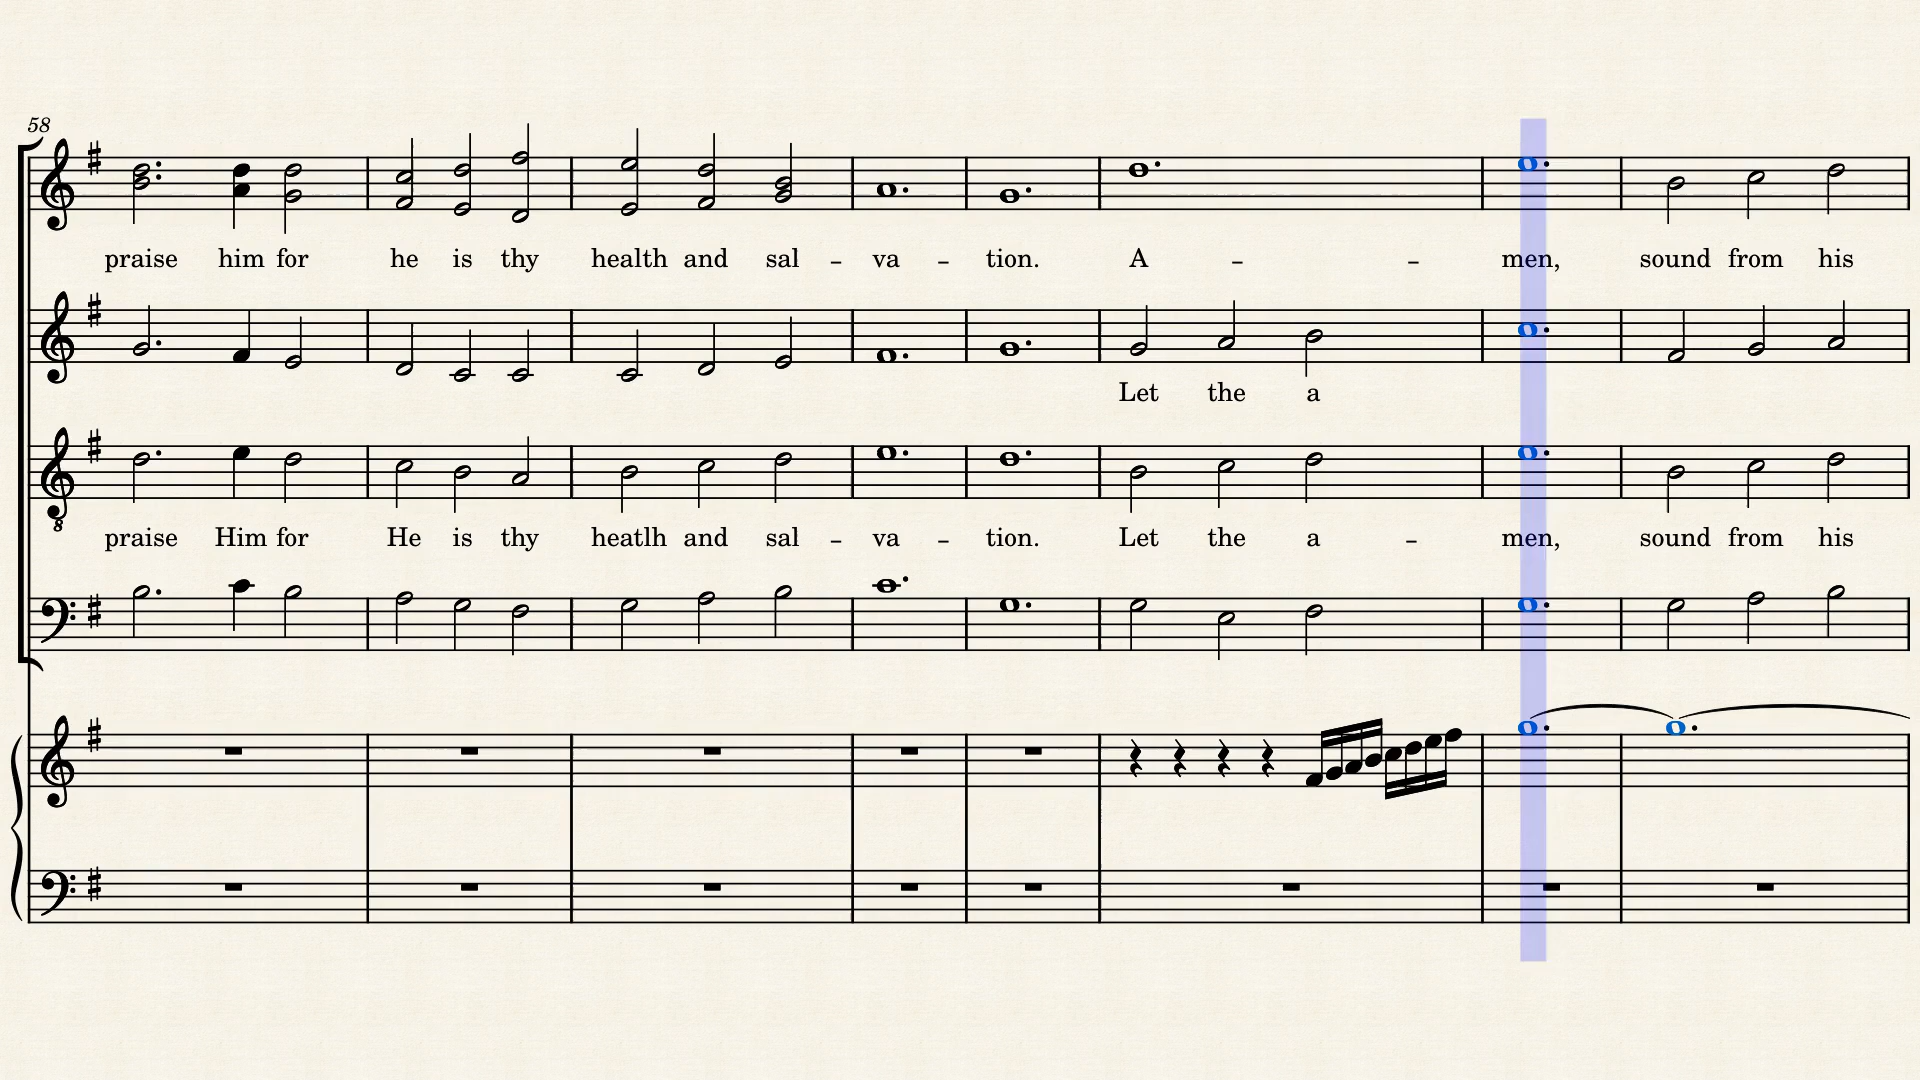 58
praise him for he is thy health and sal – va – tion. A – – men, sound from his
Let the a
praise Him for He is thy heatlh and sal – va – tion. Let the a – men, sound from his
8